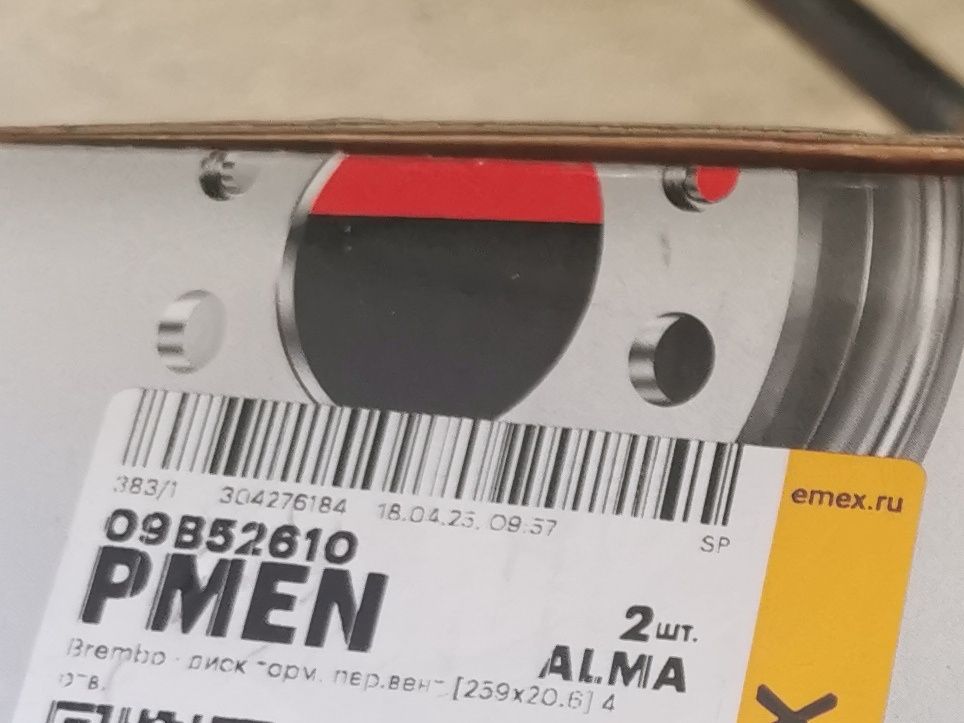 emex.ru
383/1 304276184 18.04.25, 09:57
SP
09B52610
PMEN
2шт.
ALMA
Brembo диск торм. пер.вент [259x20.6] 4
отв.